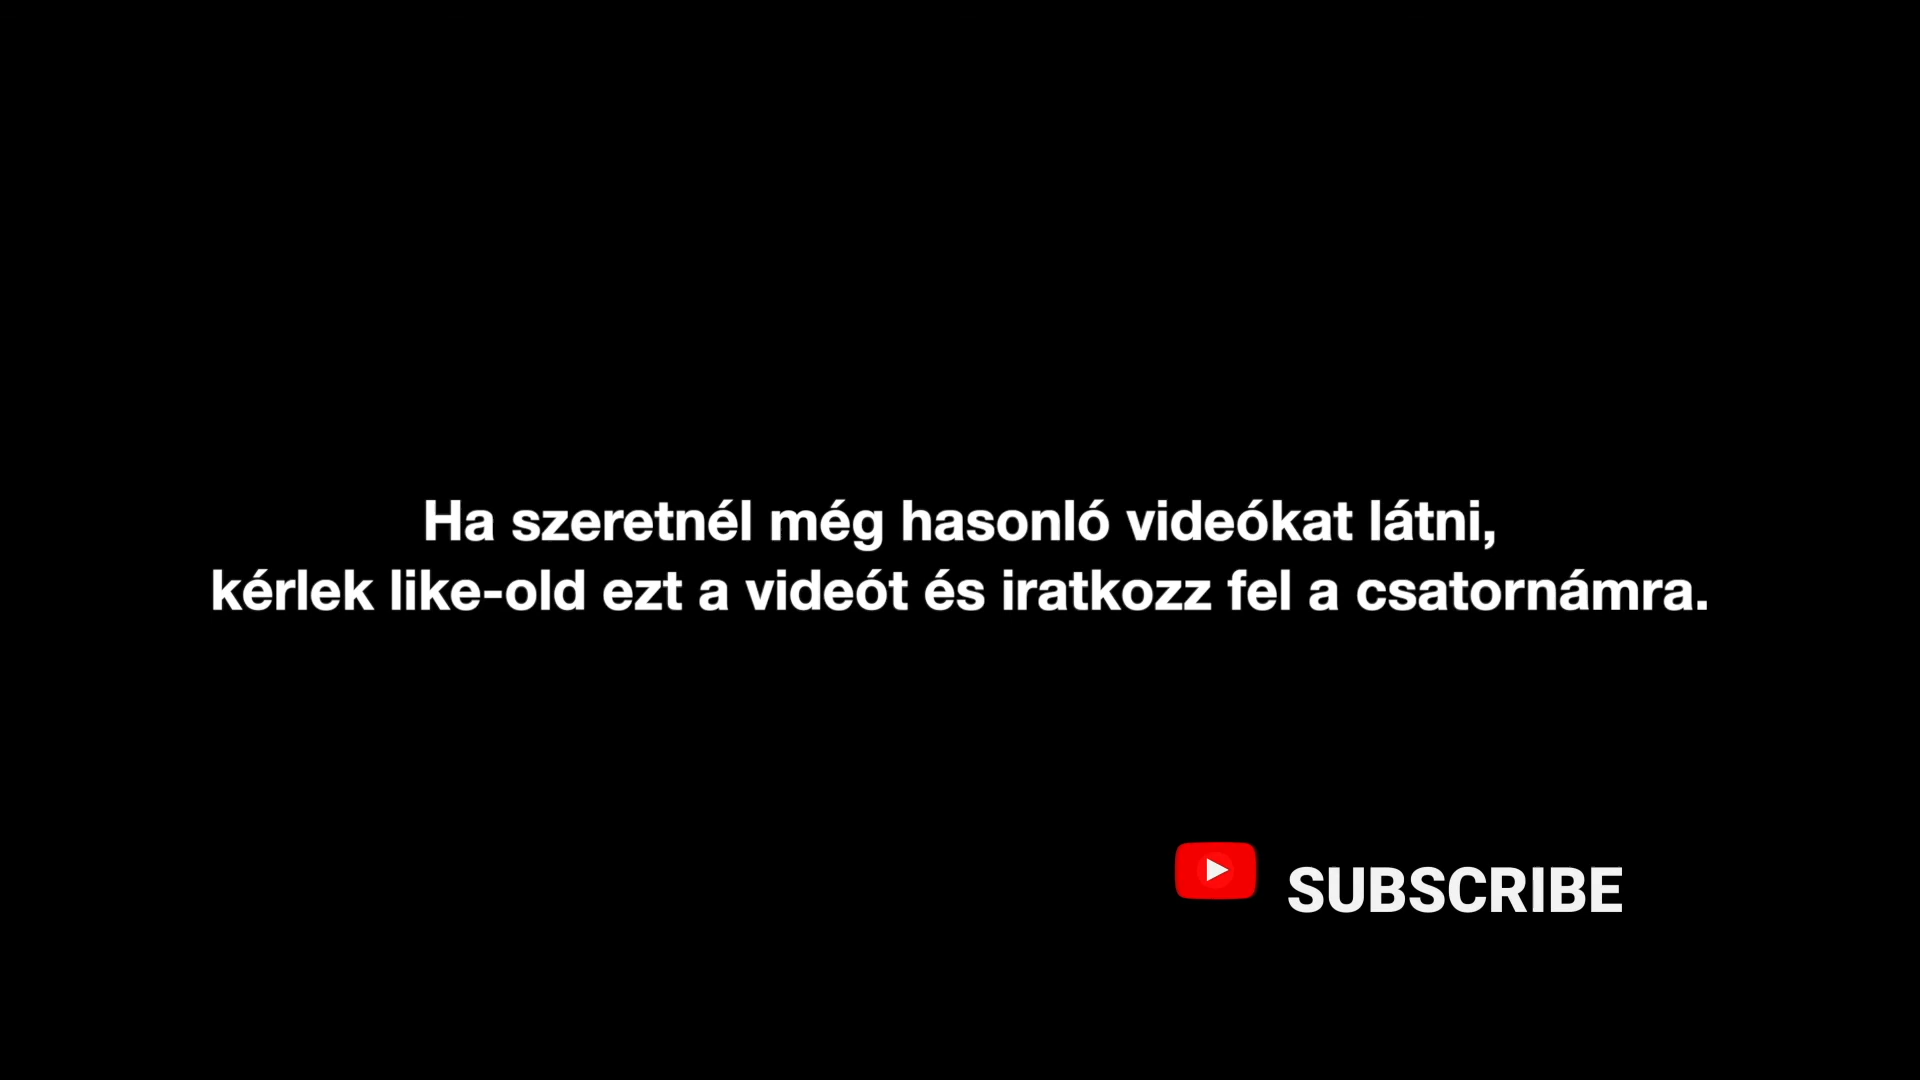 Ha szeretnél még hasonló videókat látni,
kérlek like-old ezt a videót és iratkozz fel a csatornámra.
SUBSCRIBE